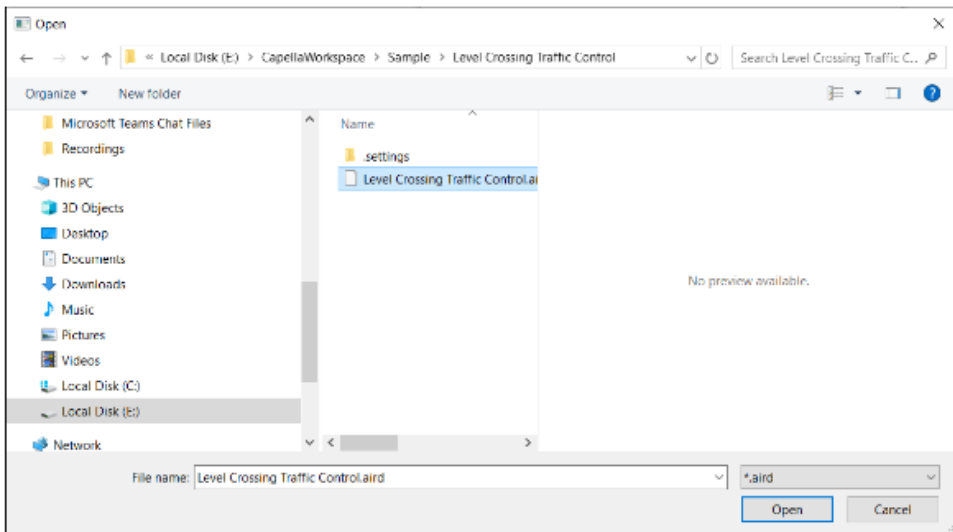 Open
« Local Disk (E:) > CapellaWorkspace > Sample > Level Crossing Traffic Control
Search Level Crossing Traffic C...
Organize
New folder
Microsoft Teams Chat Files
Recordings
This PC
3D Objects
Desktop
Documents
Downloads
Music
Pictures
Videos
Local Disk (C:)
Local Disk (E:)
Network
Name
.settings
Level Crossing Traffic Control.ai
No preview available.
File name: Level Crossing Traffic Control.aird
*.aird
Open
Cancel